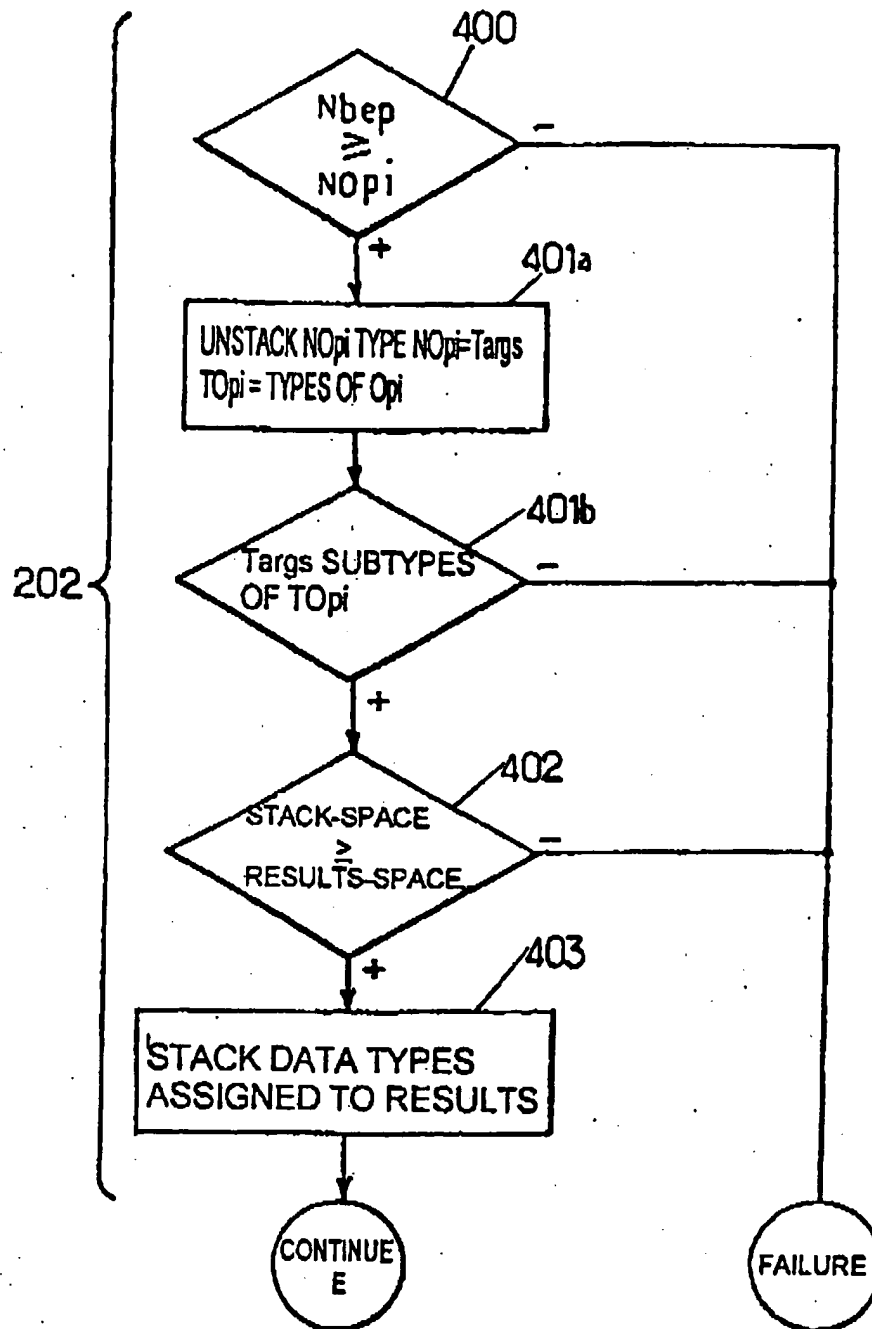 400
Nbep
≥
NOpi
-
+
401a
UNSTACK NOpi TYPE NOpi=Targs
TOpi = TYPES OF Opi
401b
Targs SUBTYPES
OF TOpi
-
202
+
402
STACK-SPACE
≥
RESULTS-SPACE
-
+
403
STACK DATA TYPES
ASSIGNED TO RESULTS
CONTINUE
E
FAILURE